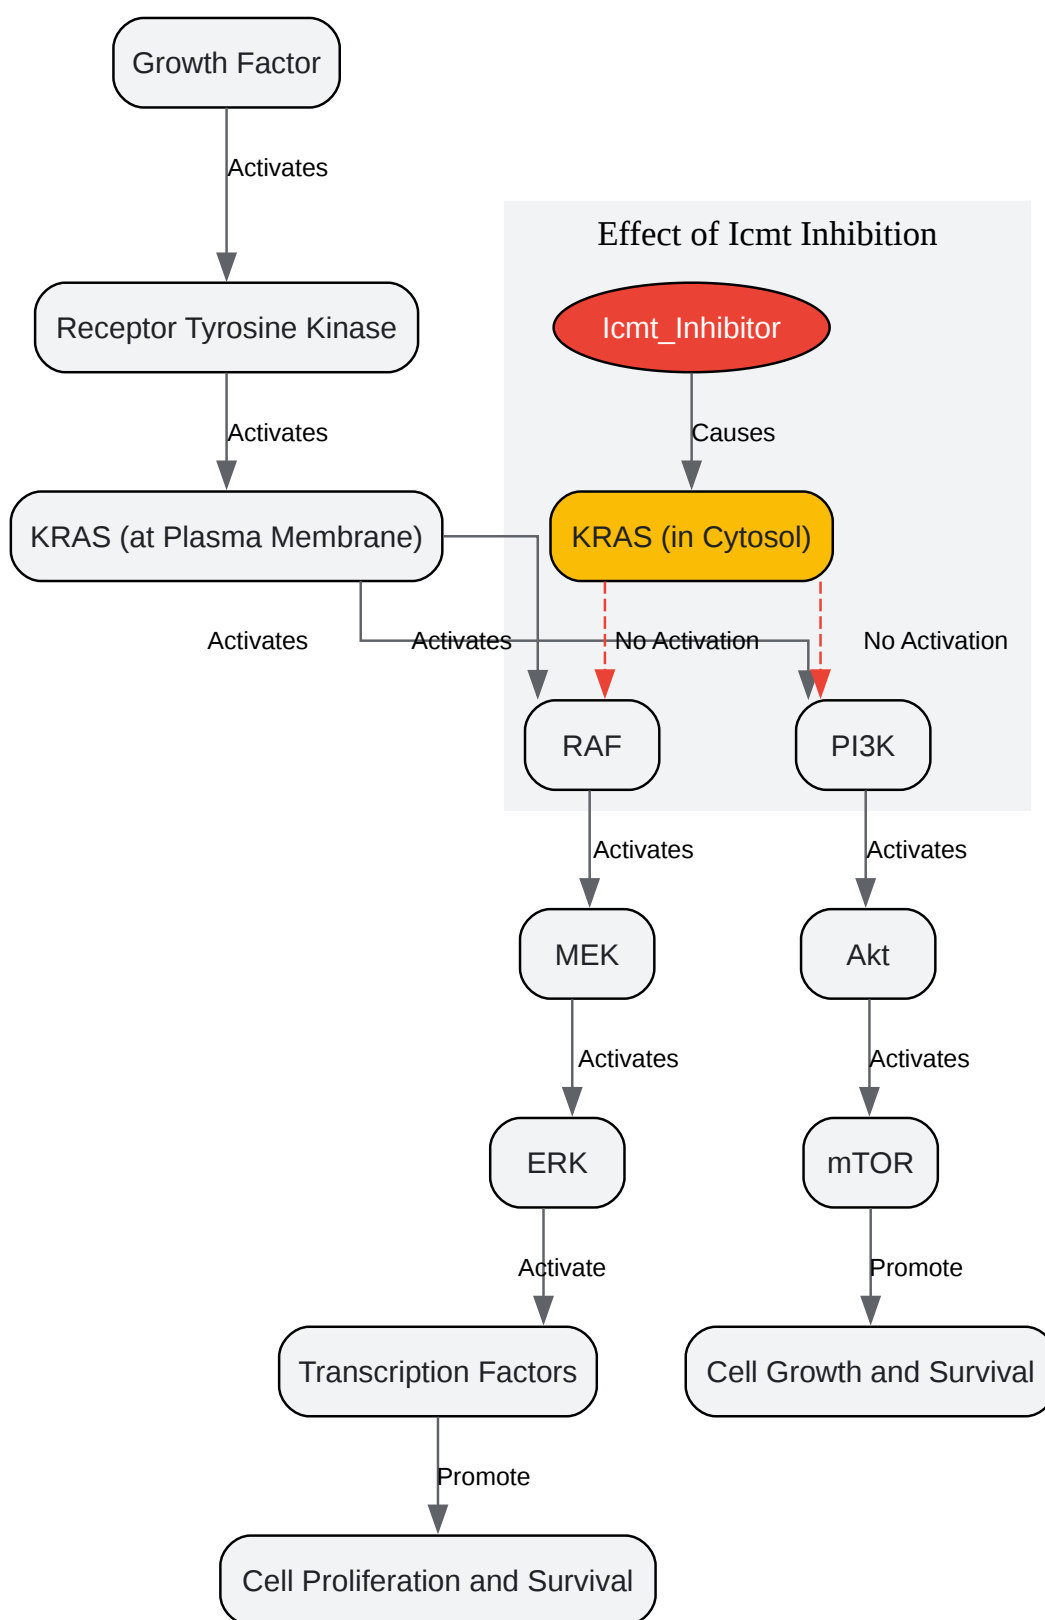 Growth Factor
Activates
Effect of Icmt Inhibition
Receptor Tyrosine Kinase
Icmt_Inhibitor
Activates
Causes
KRAS (at Plasma Membrane)
KRAS (in Cytosol)
Activates
Activates
No Activation
No Activation
RAF
PI3K
Activates
Activates
MEK
Akt
Activates
Activates
ERK
mTOR
Activate
Promote
Transcription Factors
Cell Growth and Survival
Promote
Cell Proliferation and Survival